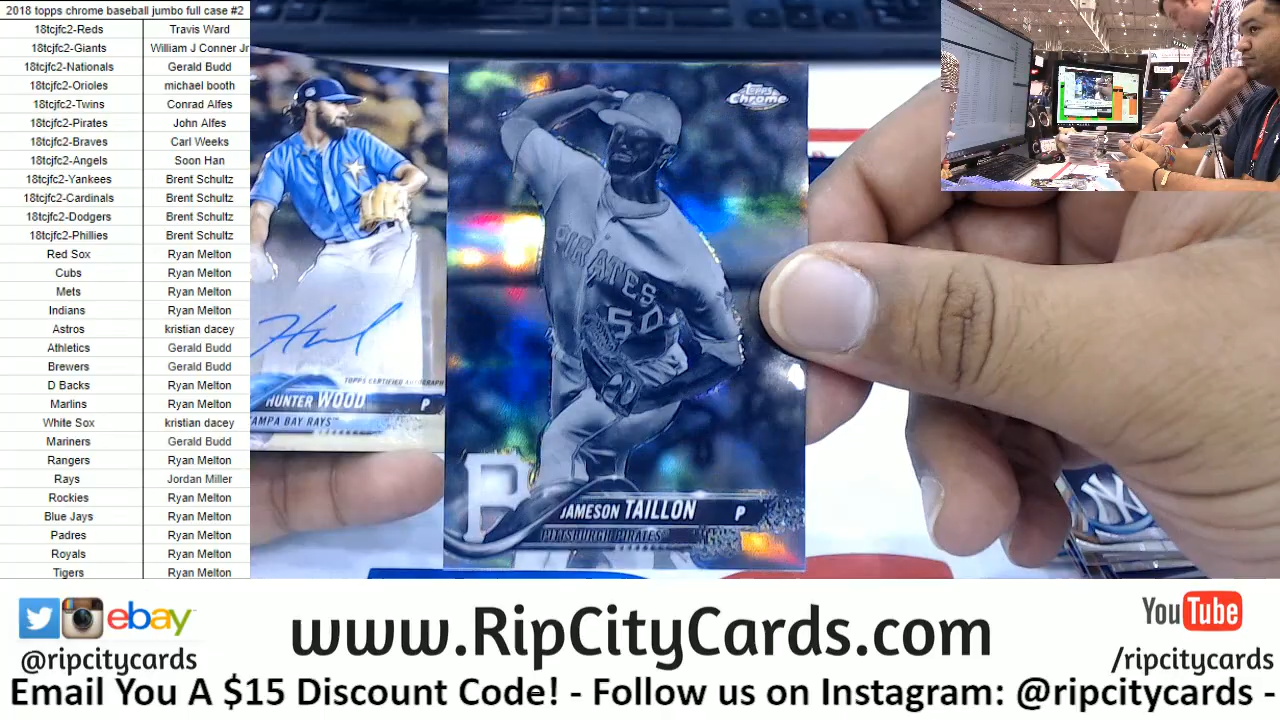 2018 topps chrome baseball jumbo full case #2
18tcjfc2-Reds Travis Ward
18tcjfc2-Giants William J Conner Jr
18tcjfc2-Nationals Gerald Budd
18tcjfc2-Orioles michael booth
18tcjfc2-Twins Conrad Alfes
18tcjfc2-Pirates John Alfes
18tcjfc2-Braves Carl Weeks
18tcjfc2-Angels Soon Han
18tcjfc2-Yankees Brent Schultz
18tcjfc2-Cardinals Brent Schultz
18tcjfc2-Dodgers Brent Schultz
18tcjfc2-Phillies Brent Schultz
Red Sox Ryan Melton
Cubs Ryan Melton
Mets Ryan Melton
Indians Ryan Melton
Astros kristian dacey
Athletics Gerald Budd
Brewers Gerald Budd
D Backs Ryan Melton
Marlins Ryan Melton
White Sox kristian dacey
Mariners Gerald Budd
Rangers Ryan Melton
Rays Jordan Miller
Rockies Ryan Melton
Blue Jays Ryan Melton
Padres Ryan Melton
Royals Ryan Melton
Tigers Ryan Melton
TOPPS CERTIFIED AUTOGRAPH
HUNTER WOOD P
TAMPA BAY RAYS
Topps
Chrome
PIRATES
50
P
JAMESON TAILLON P
PITTSBURGH PIRATES
NY
ebay
@ripcitycards
www.RipCityCards.com
YouTube
/ripcitycards
Email You A $15 Discount Code! - Follow us on Instagram: @ripcitycards -